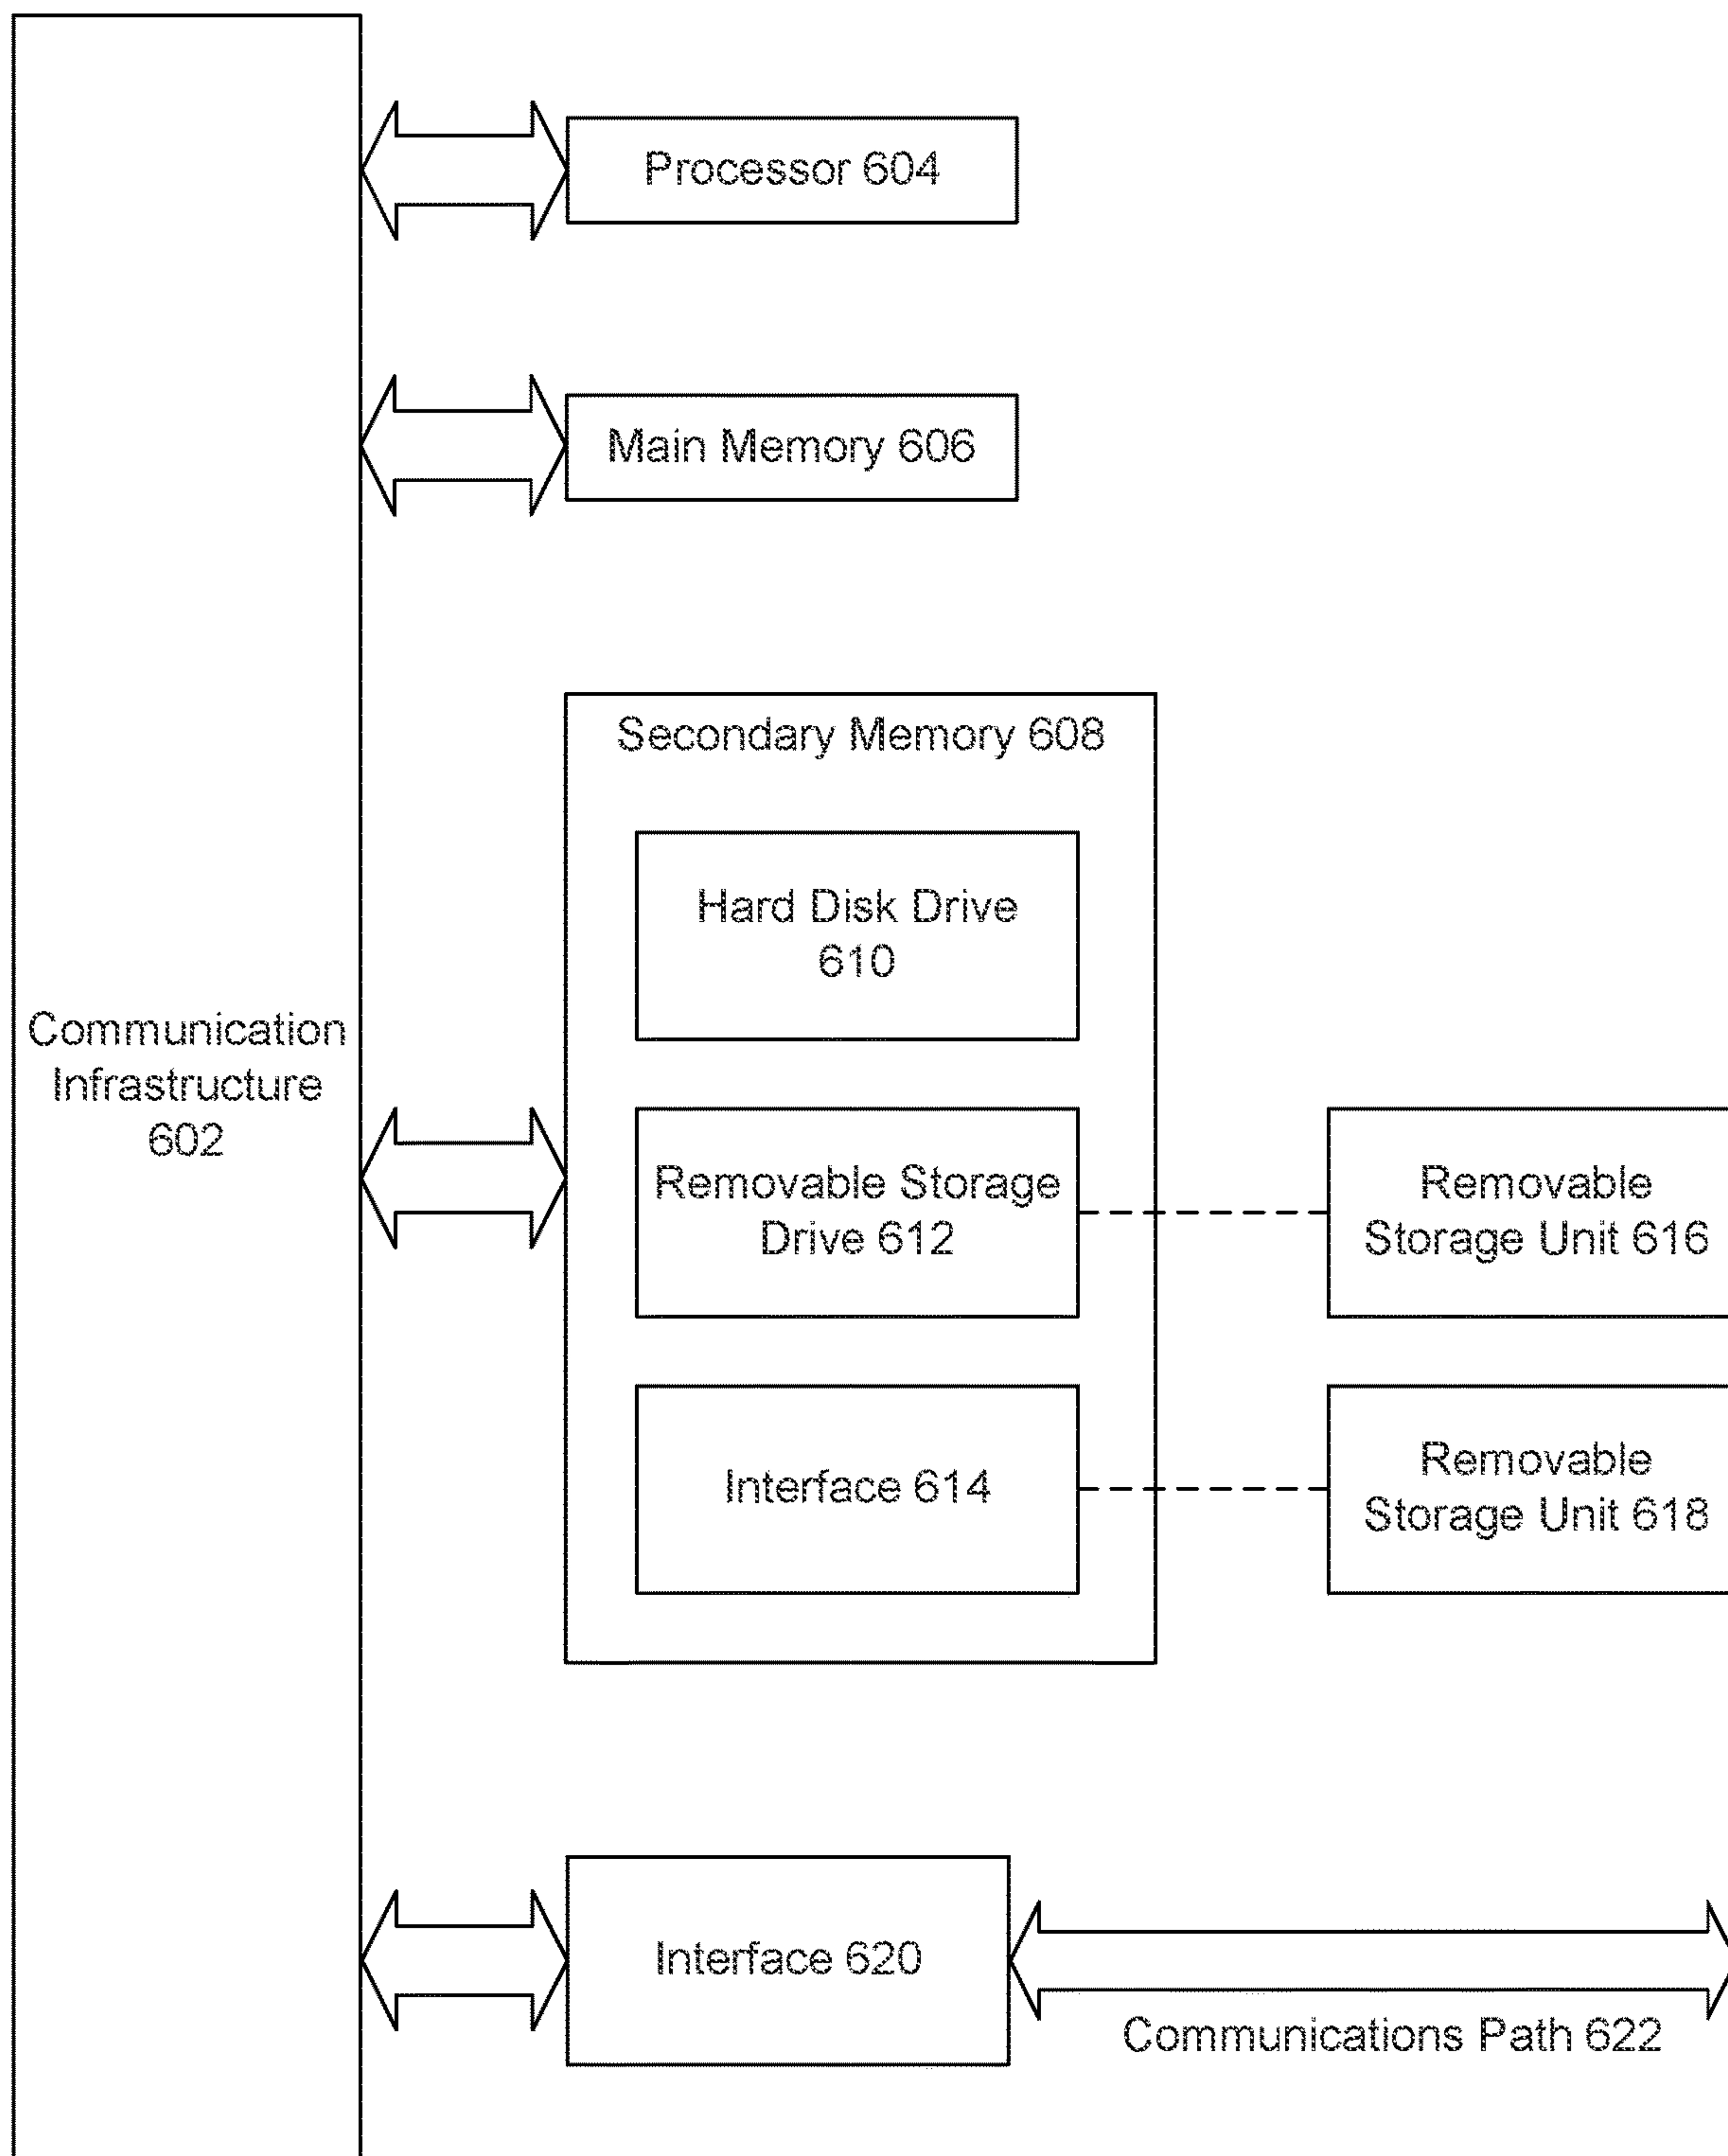 Processor 604
Main Memory 606
Secondary Memory 608
Hard Disk Drive
610
Communication
Infrastructure
602
Removable Storage
Drive 612
Removable
Storage Unit 616
Interface 614
Removable
Storage Unit 618
Interface 620
Communications Path 622